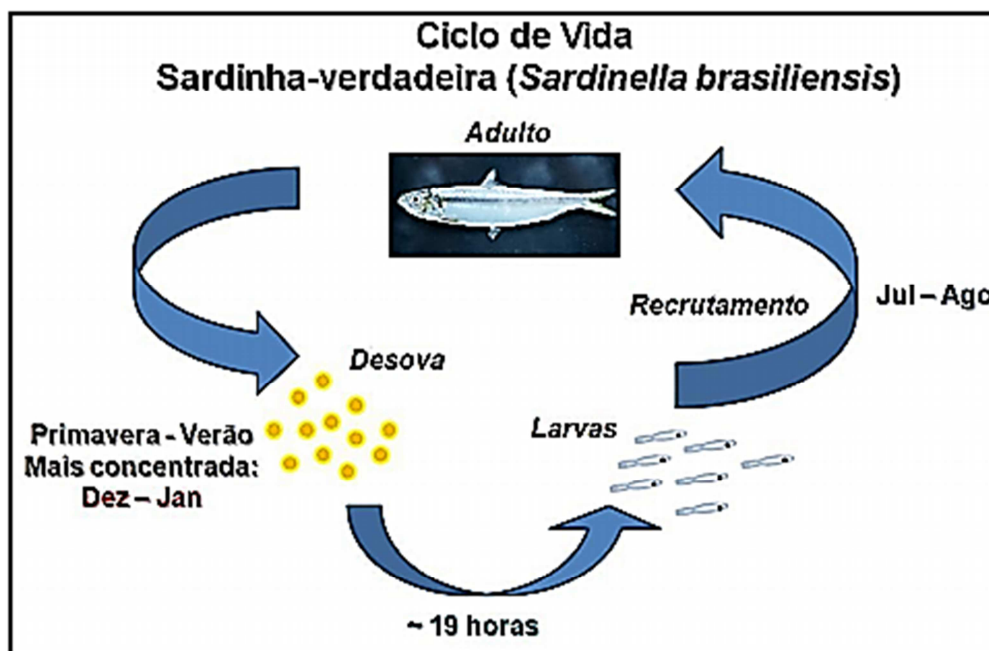 Ciclo de Vida
Sardinha-verdadeira (Sardinella brasiliensis)
Adulto
Recrutamento
Jul – Ago
Desova
Primavera - Verão
Mais concentrada:
Dez – Jan
Larvas
~ 19 horas